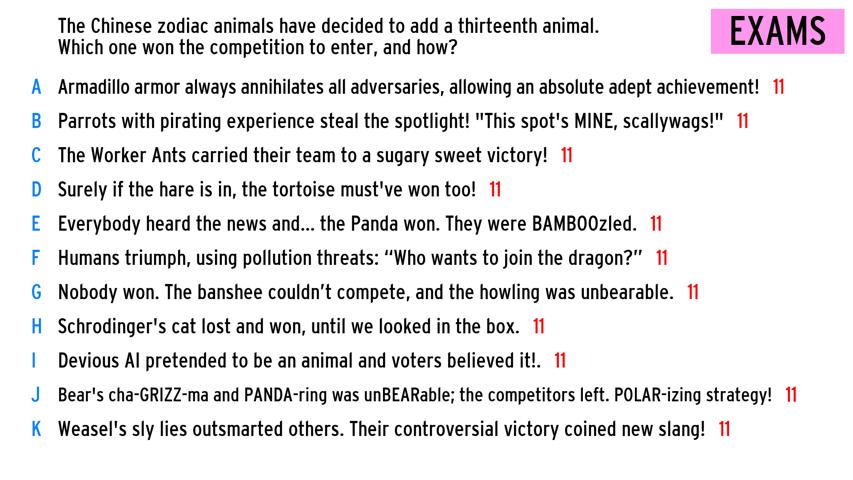 The Chinese zodiac animals have decided to add a thirteenth animal.
Which one won the competition to enter, and how?
EXAMS
A Armadillo armor always annihilates all adversaries, allowing an absolute adept achievement! 11
B Parrots with pirating experience steal the spotlight! "This spot's MINE, scallywags!" 11
C The Worker Ants carried their team to a sugary sweet victory! 11
D Surely if the hare is in, the tortoise must've won too! 11
E Everybody heard the news and... the Panda won. They were BAMBOOzled. 11
F Humans triumph, using pollution threats: “Who wants to join the dragon?” 11
G Nobody won. The banshee couldn’t compete, and the howling was unbearable. 11
H Schrodinger's cat lost and won, until we looked in the box. 11
I Devious AI pretended to be an animal and voters believed it!. 11
J Bear's cha-GRIZZ-ma and PANDA-ring was unBEARable; the competitors left. POLAR-izing strategy! 11
K Weasel's sly lies outsmarted others. Their controversial victory coined new slang! 11